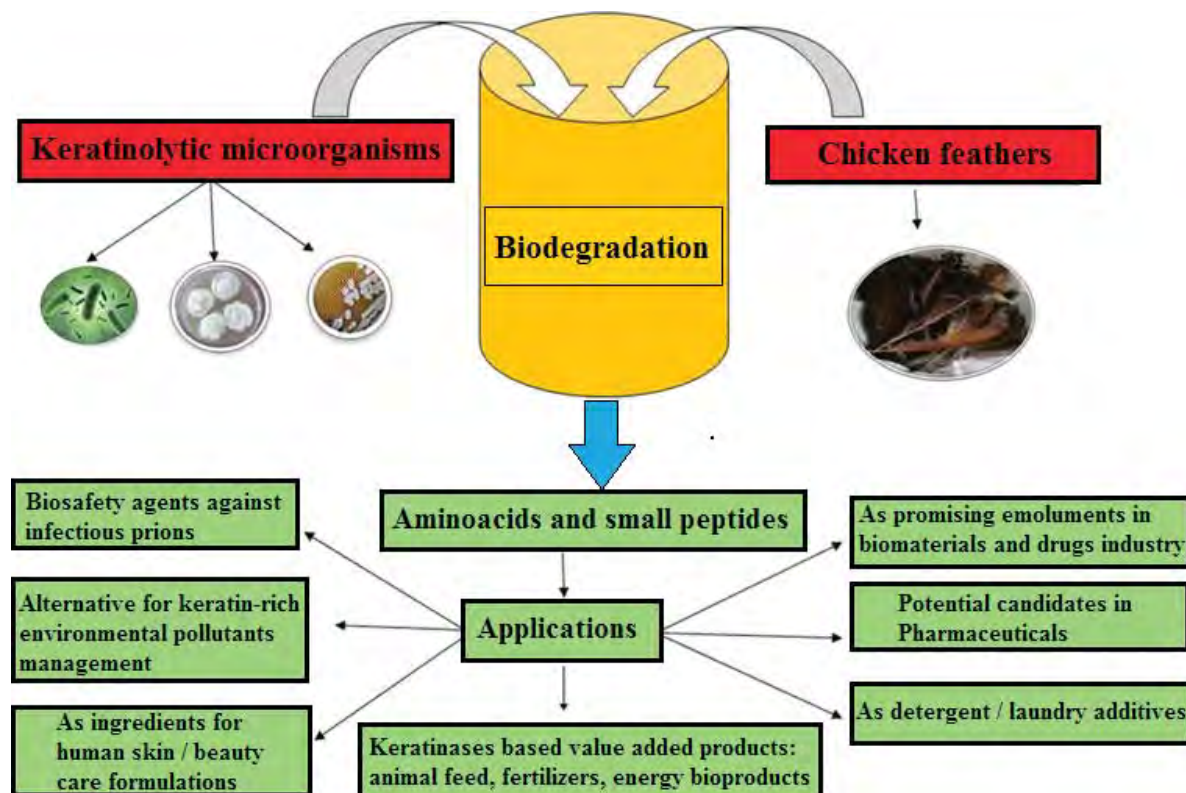 Keratinolytic microorganisms
Chicken feathers
Biodegradation
Aminoacids and small peptides
Biosafety agents against
infectious prions
As promising emoluments in
biomaterials and drugs industry
Alternative for keratin-rich
environmental pollutants
management
Applications
Potential candidates in
Pharmaceuticals
As ingredients for
human skin / beauty
care formulations
Keratinases based value added products:
animal feed, fertilizers, energy bioproducts
As detergent / laundry additives